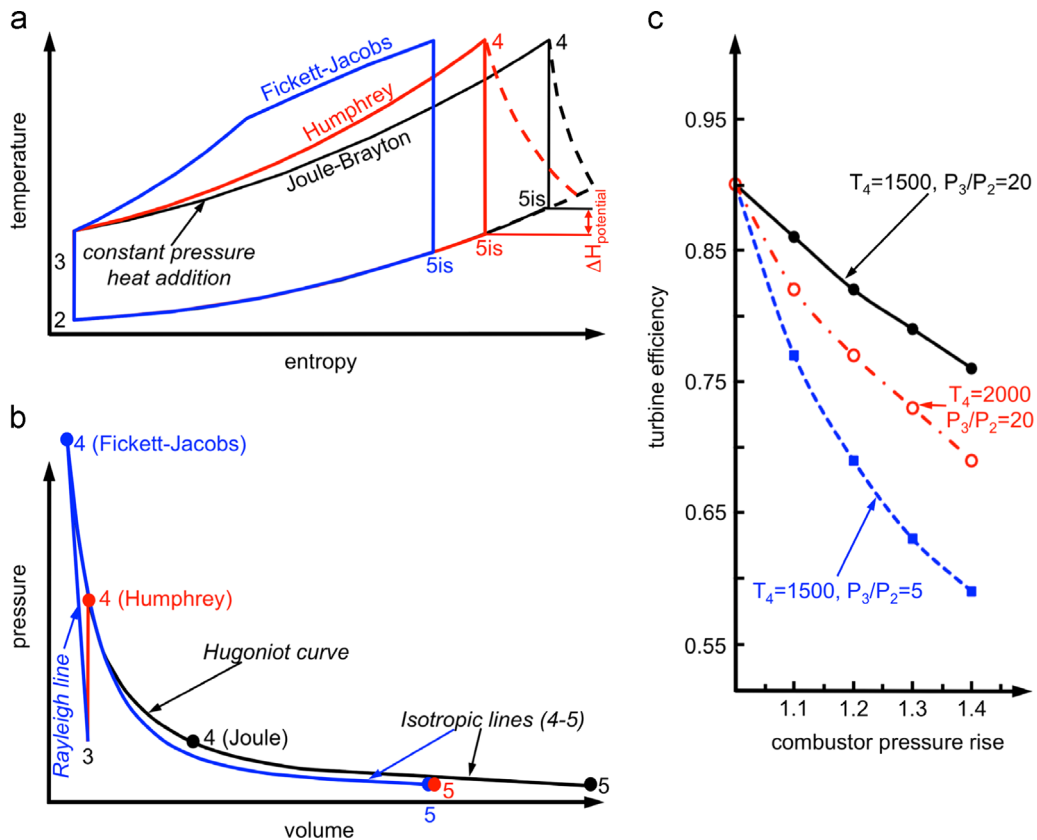 a
temperature
Fickett-Jacobs
Humphrey
Joule-Brayton
4
4
constant pressure
heat addition
3
2
5is
5is
5is
ΔH_potential
entropy
b
pressure
4 (Fickett-Jacobs)
4 (Humphrey)
Rayleigh line
Hugoniot curve
4 (Joule)
Isotropic lines (4-5)
3
5
5
5
volume
c
turbine efficiency
0.95
0.85
0.75
0.65
0.55
T₄=1500, P₃/P₂=20
T₄=2000
P₃/P₂=20
T₄=1500, P₃/P₂=5
1.1 1.2 1.3 1.4
combustor pressure rise